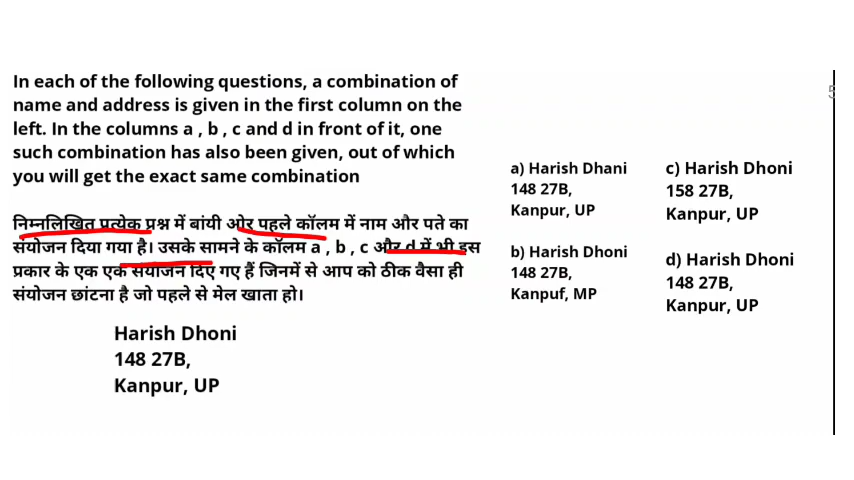 In each of the following questions, a combination of
name and address is given in the first column on the
left. In the columns a , b , c and d in front of it, one
such combination has also been given, out of which
you will get the exact same combination
निम्नलिखित प्रत्येक प्रश्न में बांयी ओर पहले कॉलम में नाम और पते का
संयोजन दिया गया है। उसके सामने के कॉलम a , b , c और d में भी इस
प्रकार के एक एक संयोजन दिए गए हैं जिनमें से आप को ठीक वैसा ही
संयोजन छांटना है जो पहले से मेल खाता हो।
Harish Dhoni
148 27B,
Kanpur, UP
a) Harish Dhani
148 27B,
Kanpur, UP
b) Harish Dhoni
148 27B,
Kanpuf, MP
c) Harish Dhoni
158 27B,
Kanpur, UP
d) Harish Dhoni
148 27B,
Kanpur, UP